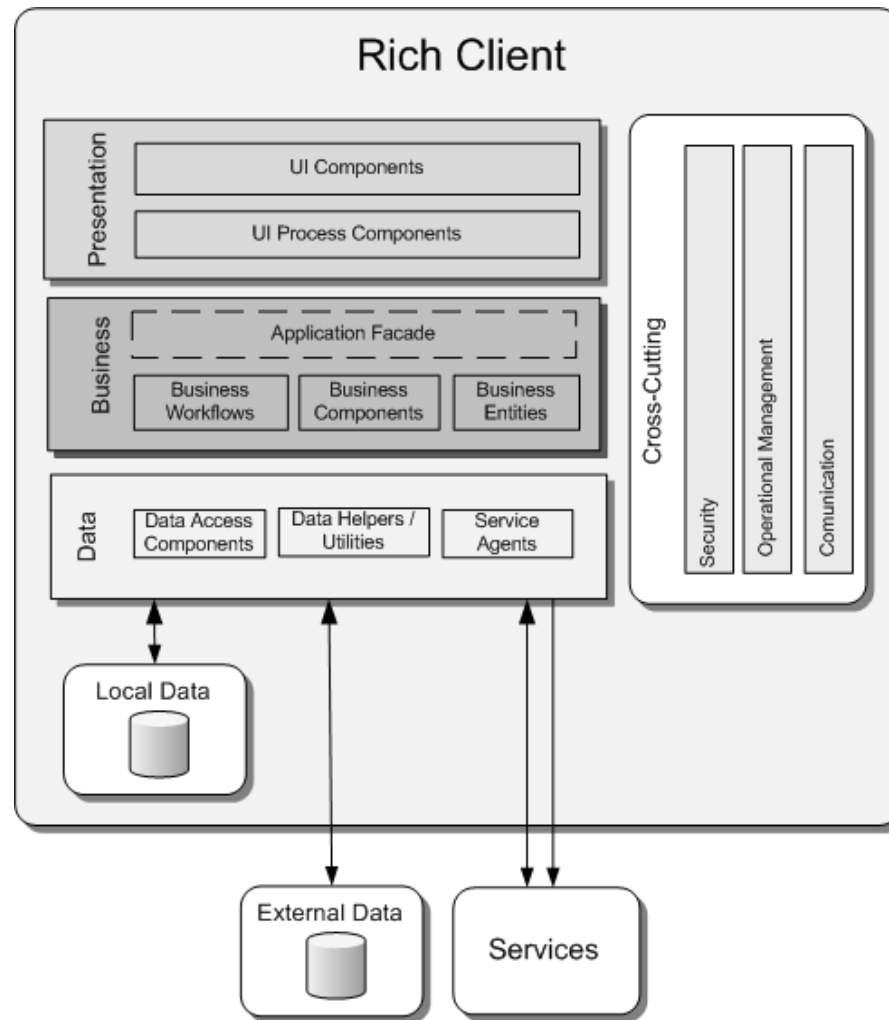 Rich Client
Presentation
UI Components
UI Process Components
Business
Application Facade
Business
Workflows
Business
Components
Business
Entities
Data
Data Access
Components
Data Helpers /
Utilities
Service
Agents
Cross-Cutting
Security
Operational Management
Comunication
Local Data
External Data
Services